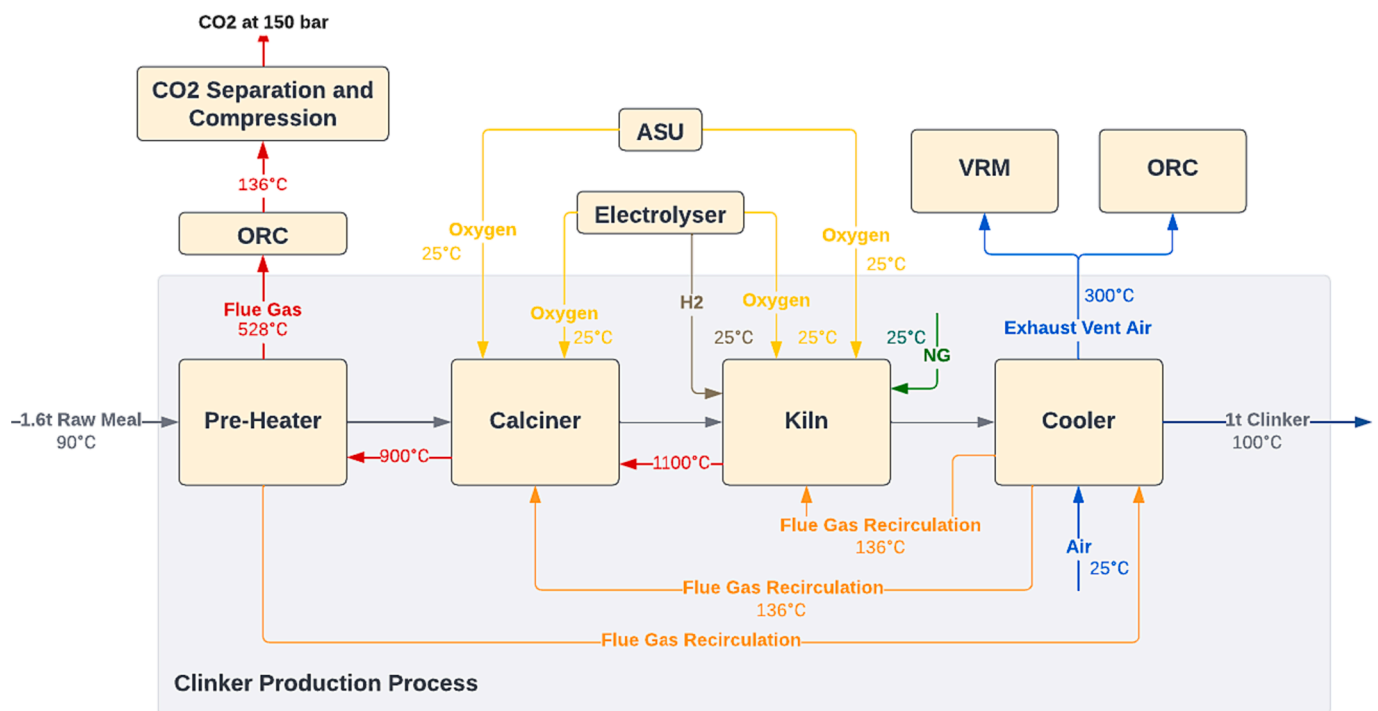 CO2 at 150 bar
CO2 Separation and
Compression
136°C
ORC
Flue Gas
528°C
ASU
Electrolyser
Oxygen
25°C
Oxygen
25°C
H2
25°C
Oxygen
25°C
Oxygen
25°C
25°C
NG
VRM
ORC
300°C
Exhaust Vent Air
1.6t Raw Meal
90°C
Pre-Heater
900°C
Calciner
1100°C
Kiln
Cooler
1t Clinker
100°C
Flue Gas Recirculation
136°C
Air
25°C
Flue Gas Recirculation
136°C
Flue Gas Recirculation
Clinker Production Process